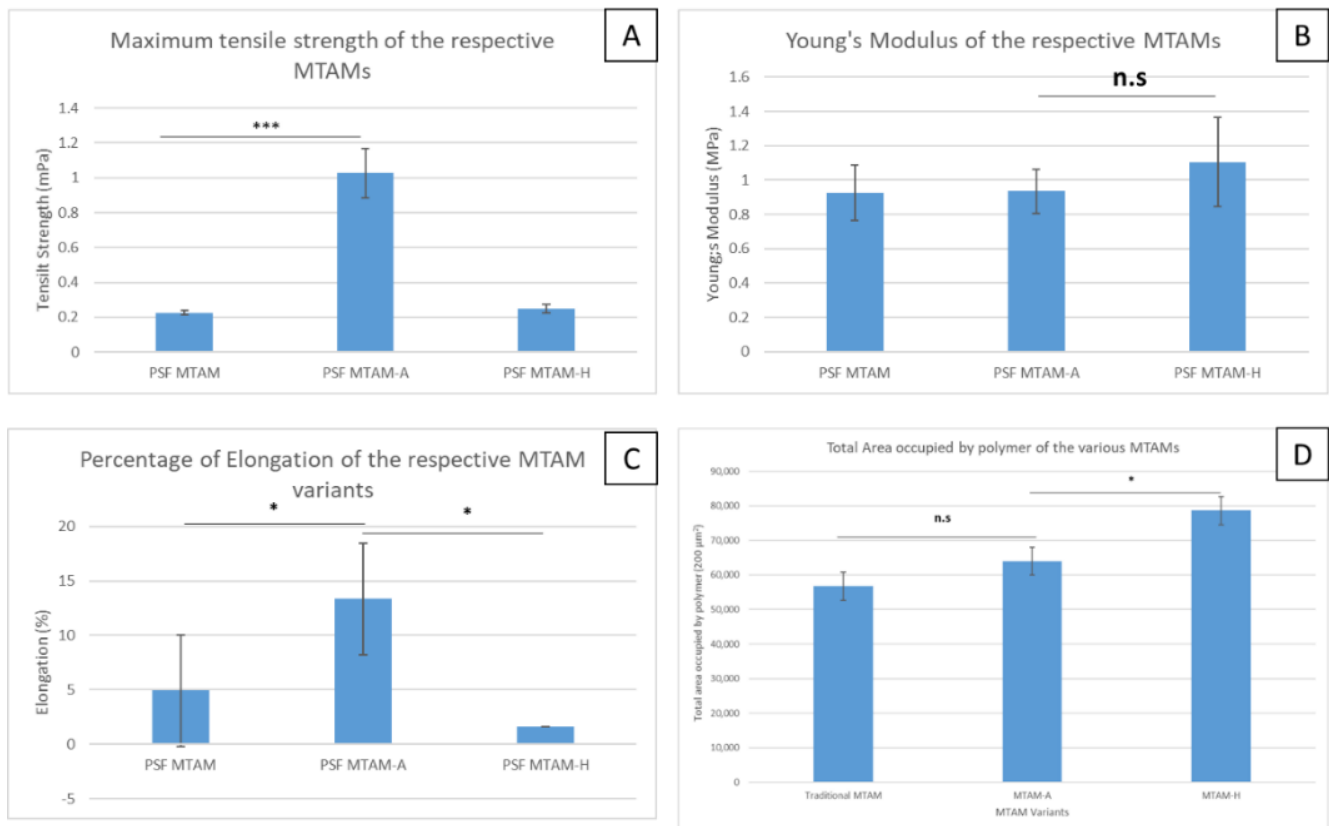 Maximum tensile strength of the respective
MTAMs
A
Tensilt Strength (mPa)
1.4
1.2
1
0.8
0.6
0.4
0.2
0
***
PSF MTAM
PSF MTAM-A
PSF MTAM-H
Young's Modulus of the respective MTAMs
B
Young;s Modulus (MPa)
1.6
1.4
1.2
1
0.8
0.6
0.4
0.2
0
n.s
PSF MTAM
PSF MTAM-A
PSF MTAM-H
Percentage of Elongation of the respective MTAM
variants
C
Elongation (%)
20
15
10
5
0
-5
*
*
PSF MTAM
PSF MTAM-A
PSF MTAM-H
Total Area occupied by polymer of the various MTAMs
D
Total area occupied by polymer (200 µm²)
90,000
80,000
70,000
60,000
50,000
40,000
30,000
20,000
10,000
0
n.s
*
Traditional MTAM
MTAM-A
MTAM-H
MTAM Variants